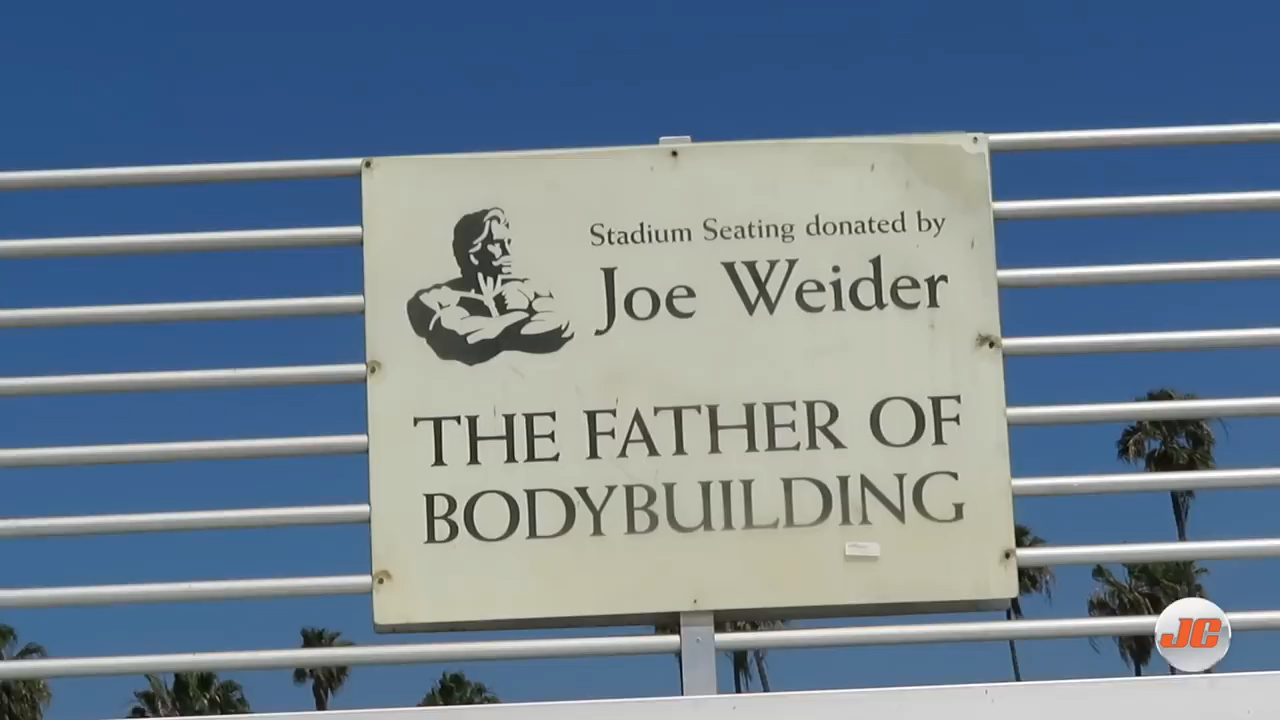 Stadium Seating donated by
Joe Weider
THE FATHER OF
BODYBUILDING
JC